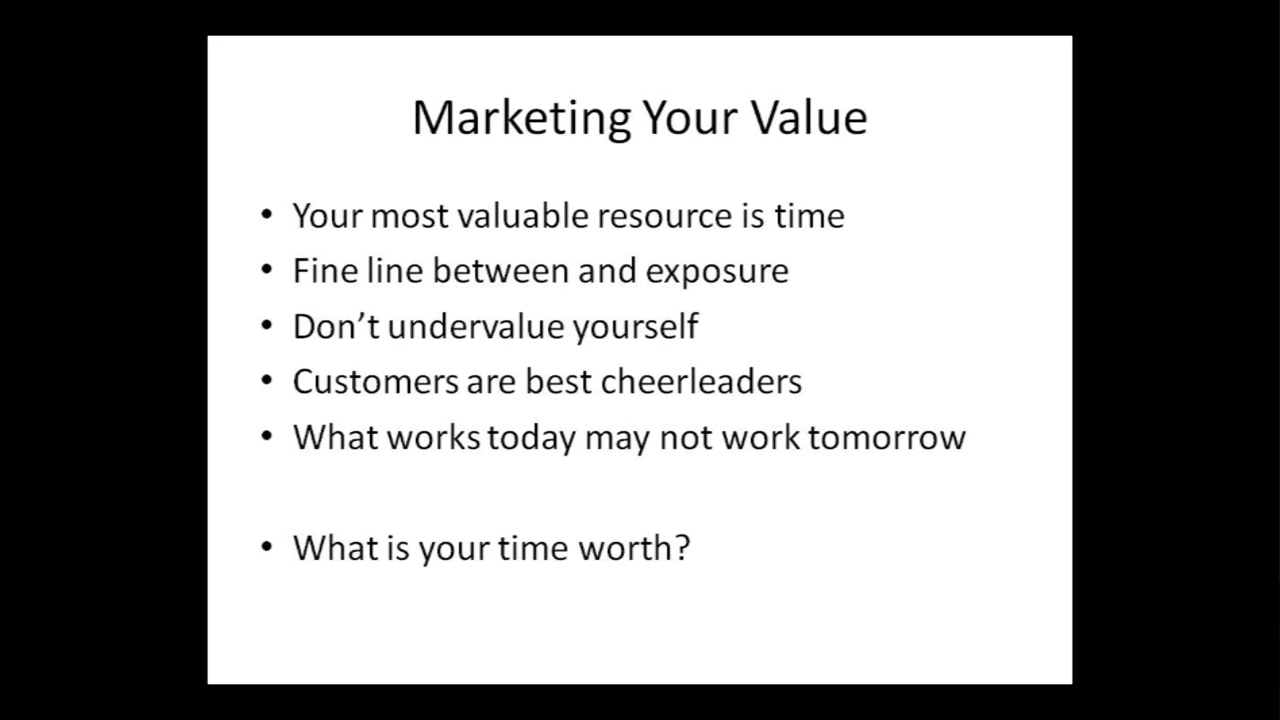 Marketing Your Value
• Your most valuable resource is time
• Fine line between and exposure
• Don’t undervalue yourself
• Customers are best cheerleaders
• What works today may not work tomorrow
• What is your time worth?